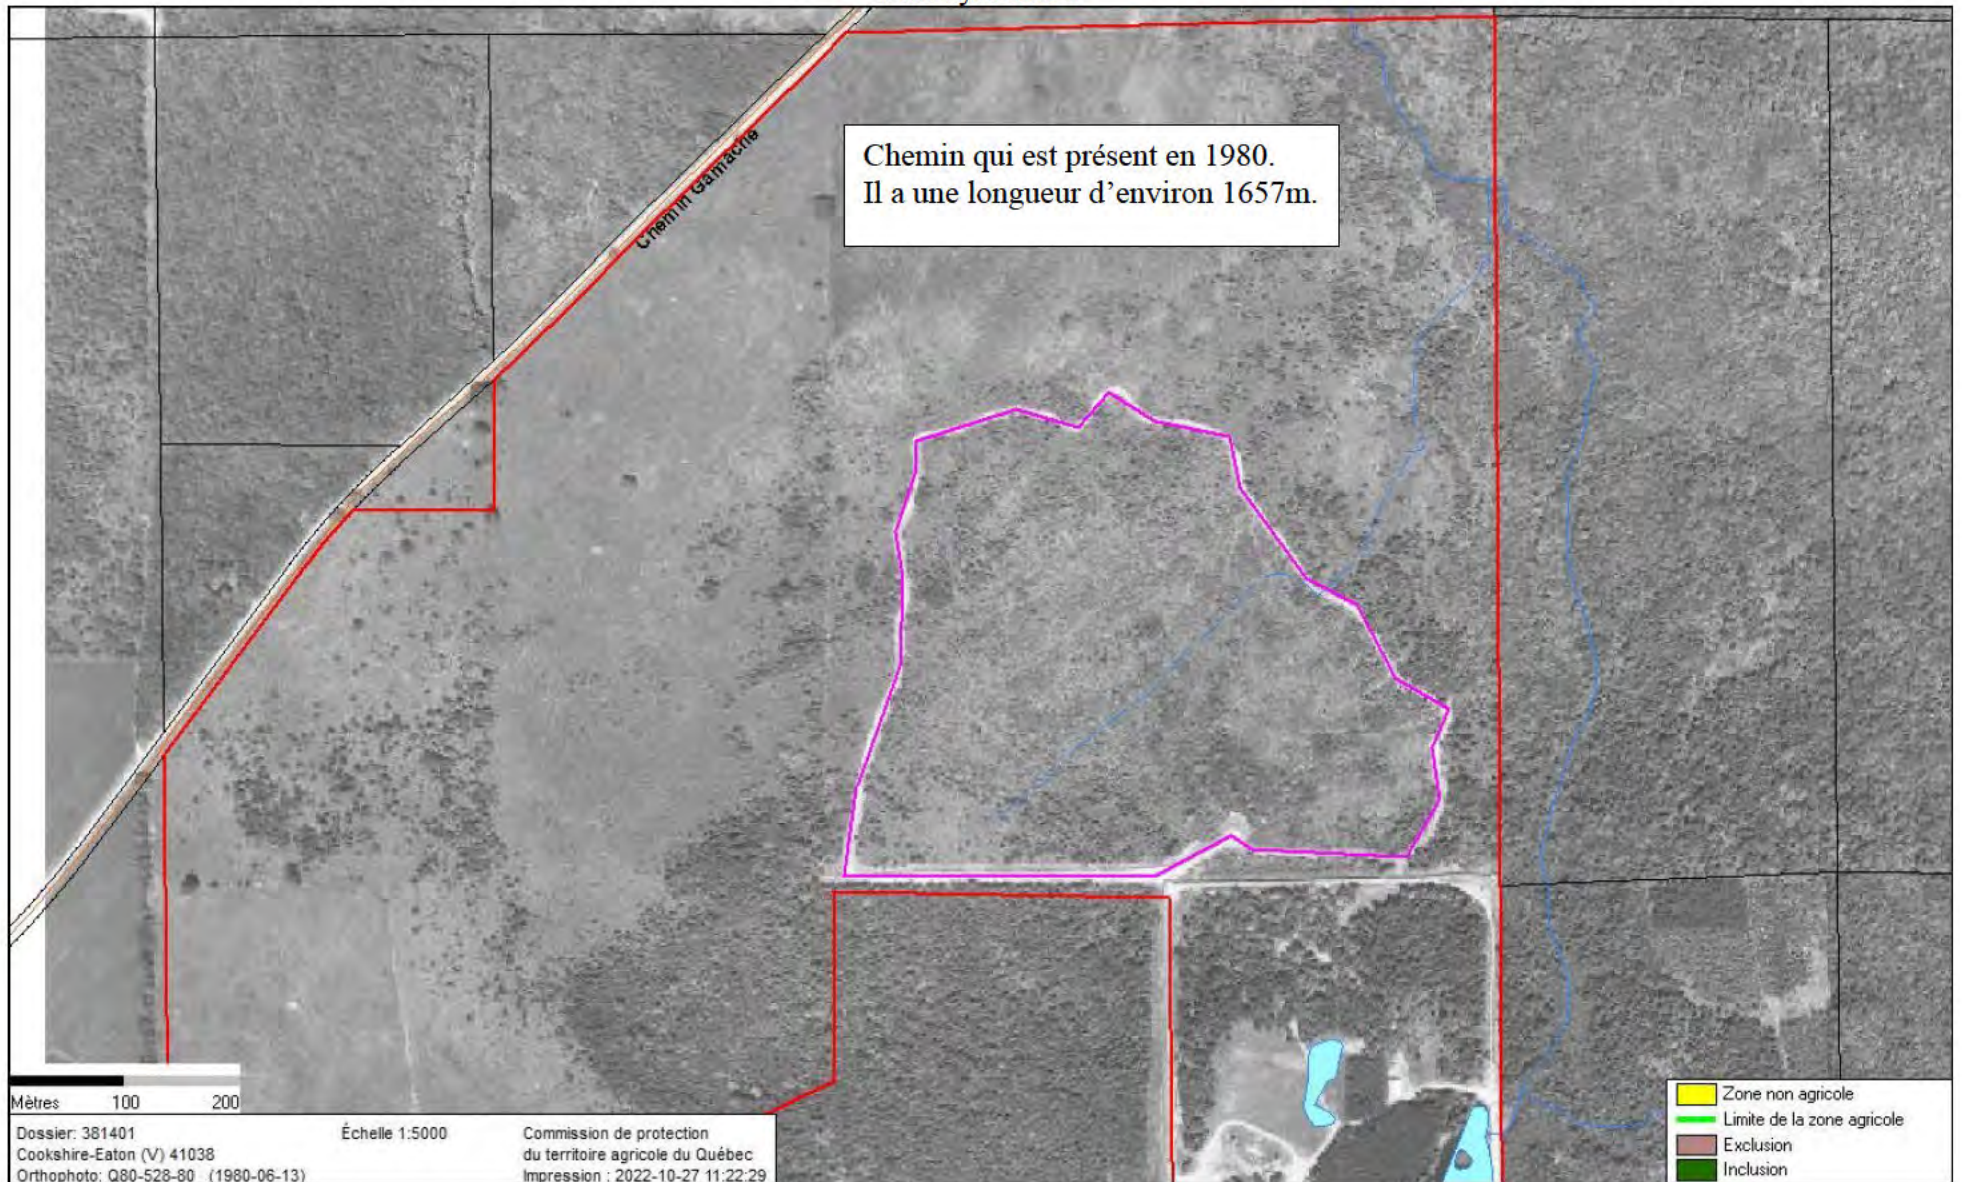 Chemin qui est présent en 1980.
Il a une longueur d'environ 1657m.
Chemin Gamache
Mètres 100 200
Dossier: 381401
Cookshire-Eaton (V) 41038
Orthophoto: Q80-528-80 (1980-06-13)
Échelle 1:5000
Commission de protection
du territoire agricole du Québec
Impression : 2022-10-27 11:22:29
Zone non agricole
Limite de la zone agricole
Exclusion
Inclusion